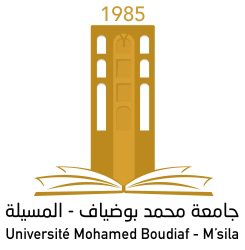 1985
جامعة محمد بوضياف - المسيلة
Université Mohamed Boudiaf - M'sila